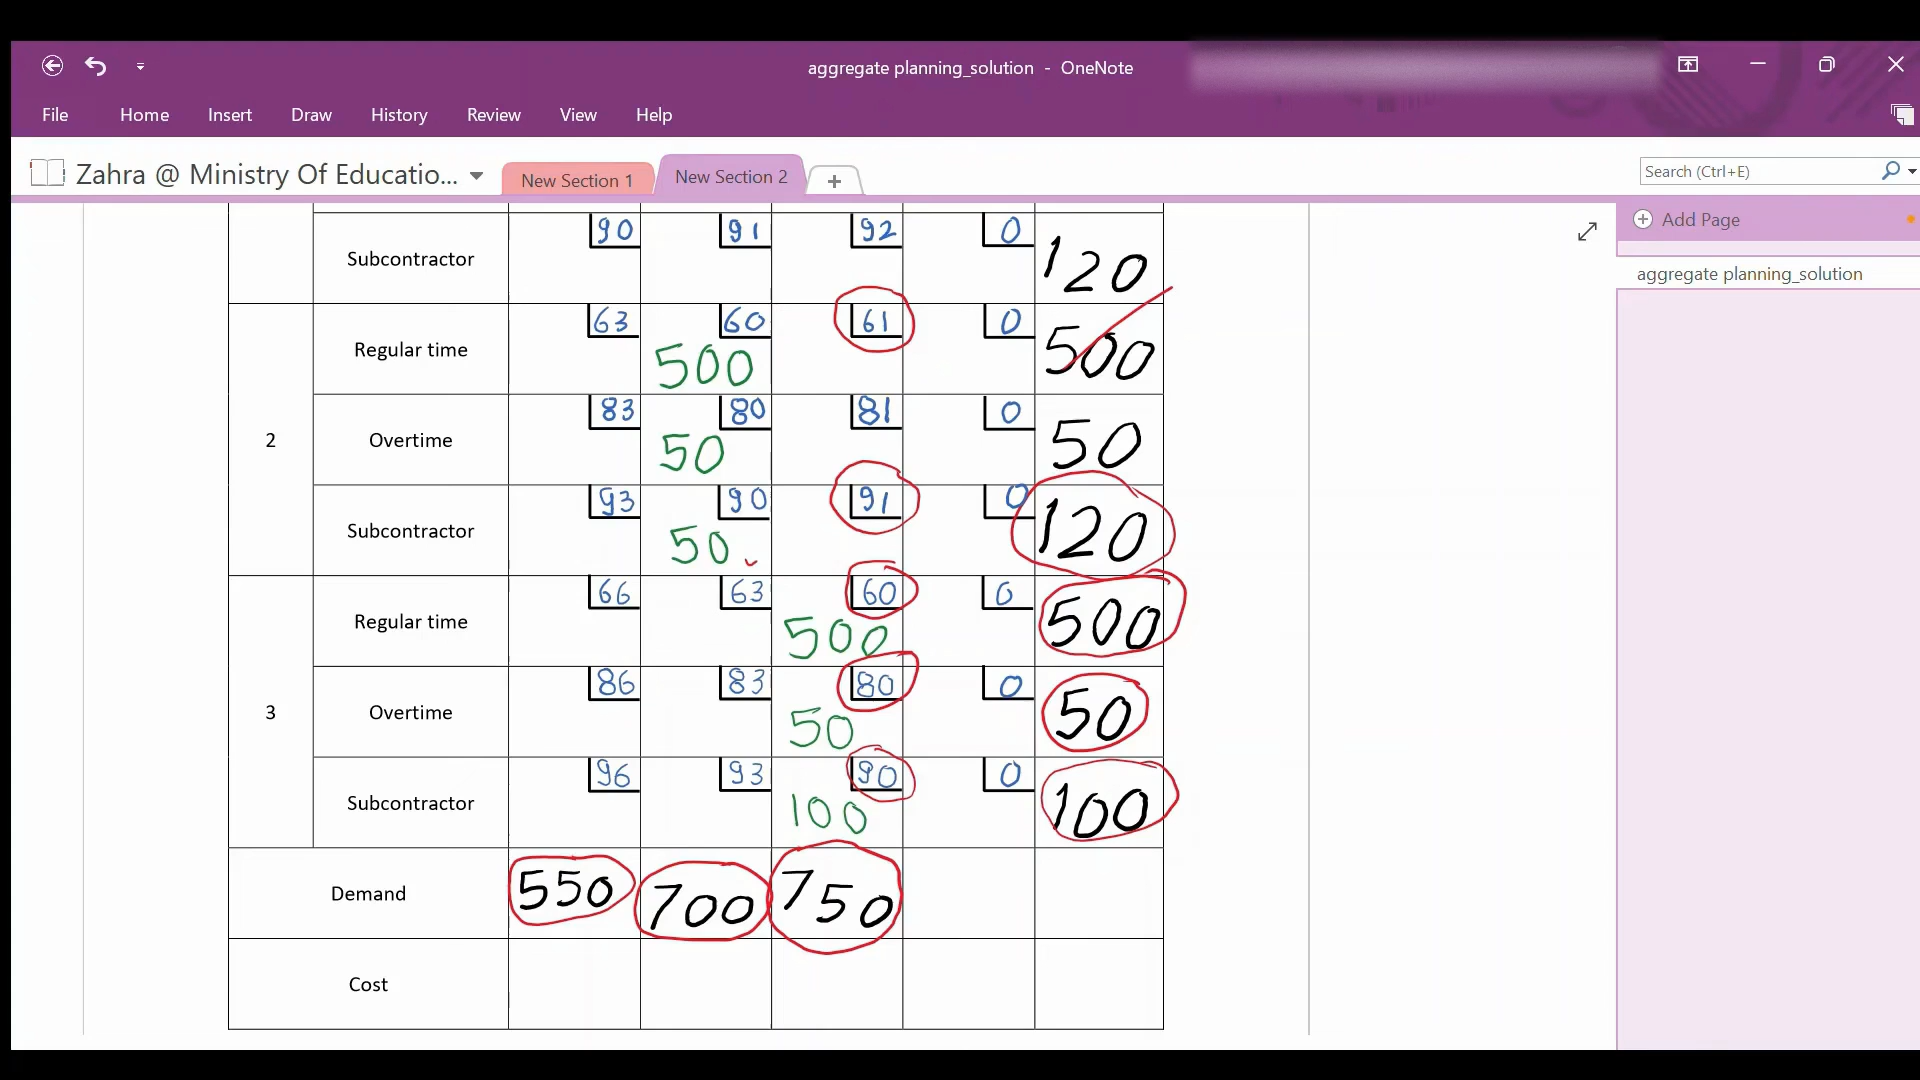 aggregate planning_solution - OneNote
File Home Insert Draw History Review View Help
Zahra @ Ministry Of Educatio... New Section 1 New Section 2 +
Search (Ctrl+E)
Add Page
aggregate planning_solution
Subcontractor 90 91 92 0 120
Regular time 63 60 500 61 0 500
2 Overtime 83 80 50 81 0 50
Subcontractor 93 90 50 91 0 120
Regular time 66 63 60 500 0 500
3 Overtime 86 83 80 50 0 50
Subcontractor 96 93 90 100 0 100
Demand 550 700 750
Cost